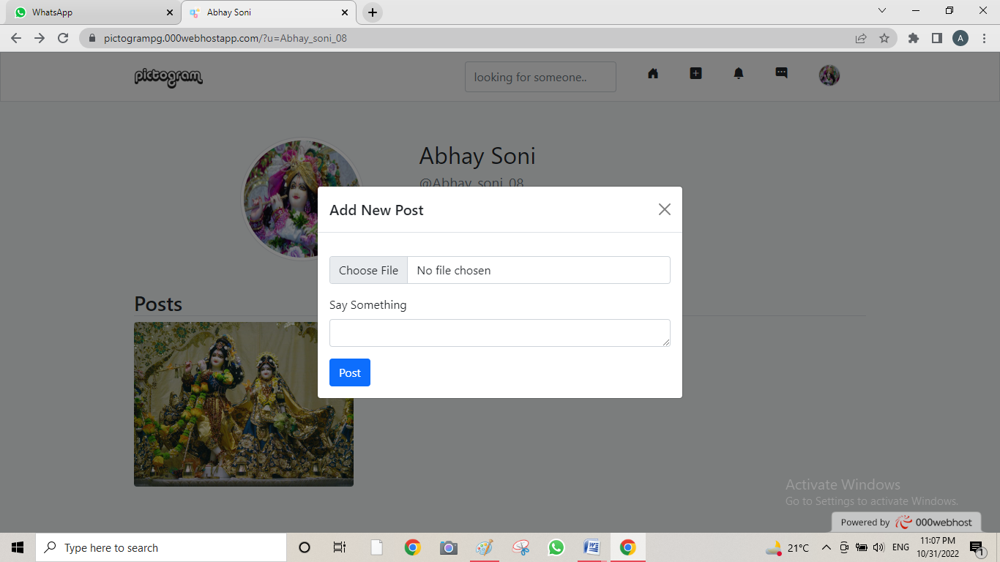 WhatsApp
Abhay Soni
pictogrampg.000webhostapp.com/?u=Abhay_soni_08
A
pictogram
looking for someone..
Abhay Soni
@Abhay_soni_08
Add New Post
Choose File No file chosen
Say Something
Post
Posts
Activate Windows
Go to Settings to activate Windows.
Powered by 000webhost
Type here to search
W
21°C
ENG
11:07 PM
10/31/2022
1